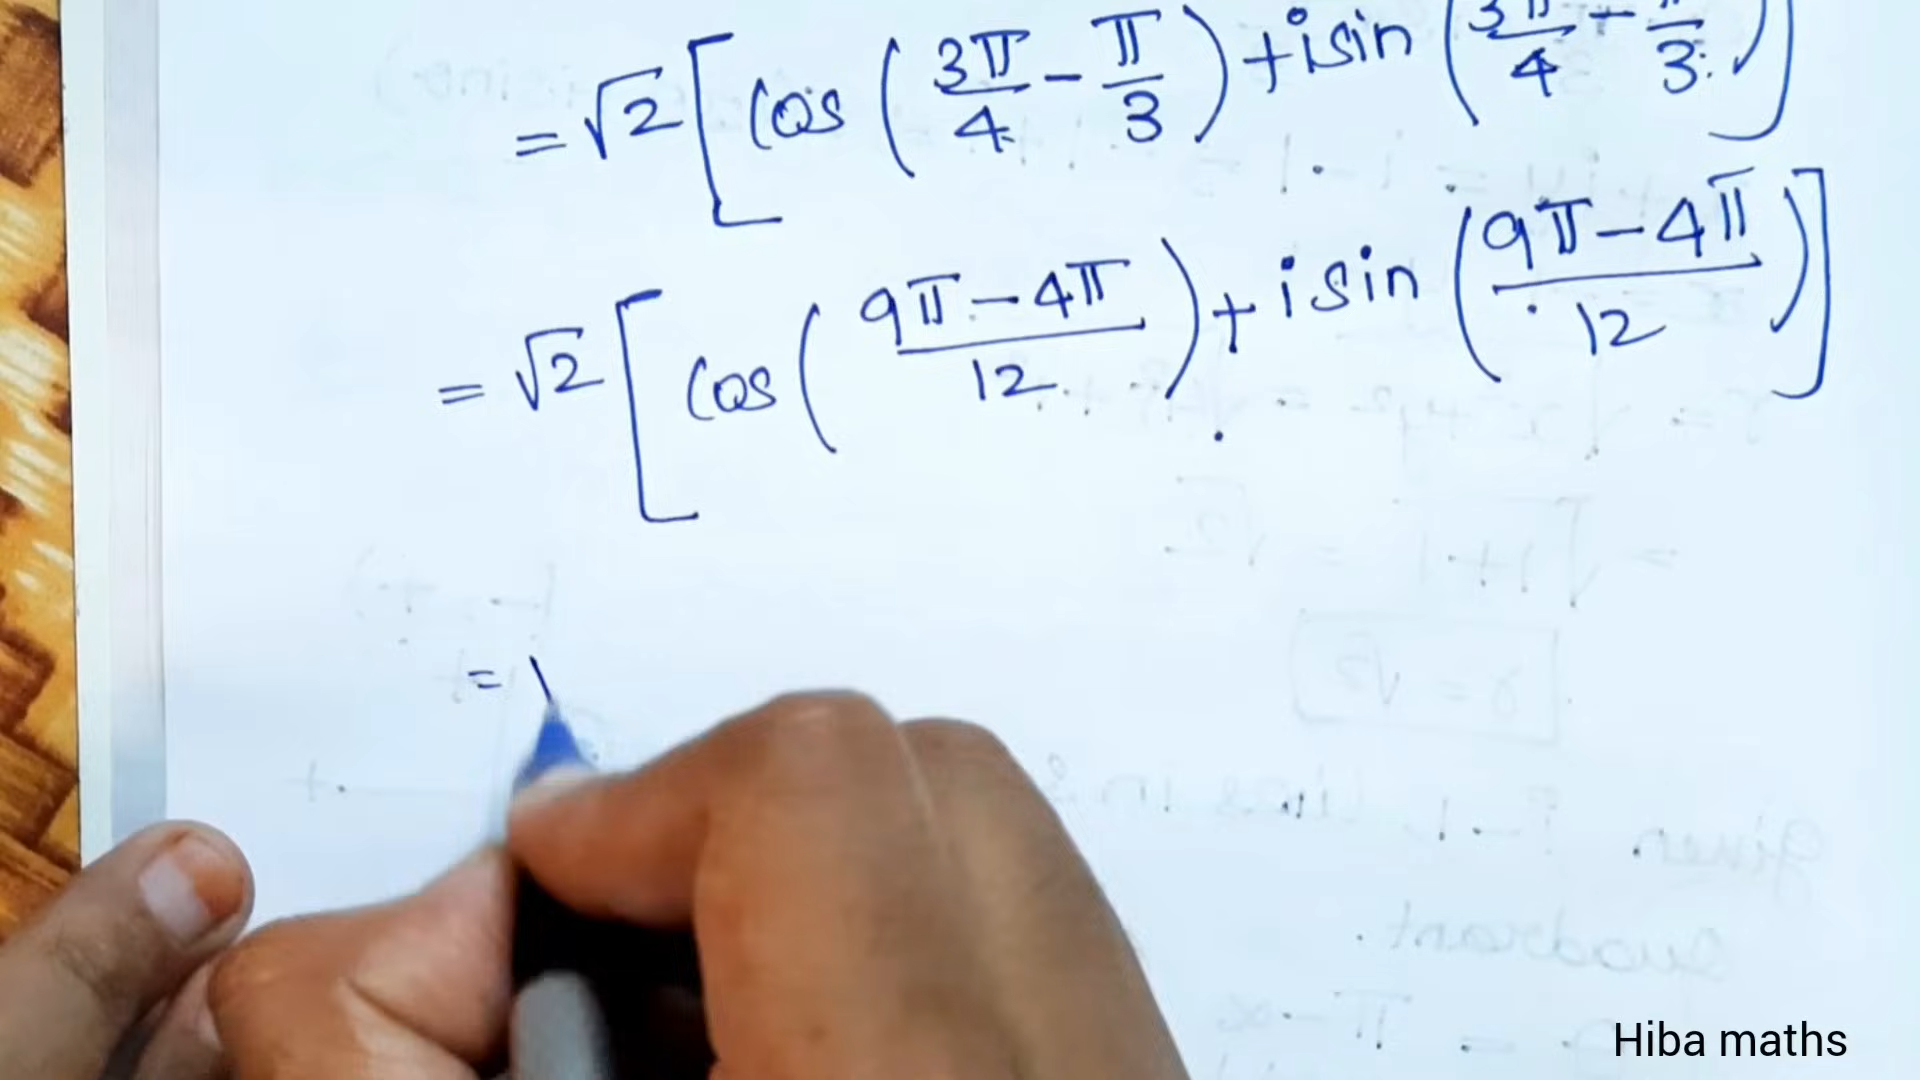 = √2 [cos (3π/4 - π/3) + i sin (3π/4 - π/3)]
= √2 [cos (9π - 4π/12) + i sin (9π - 4π/12)]
=
Hiba maths